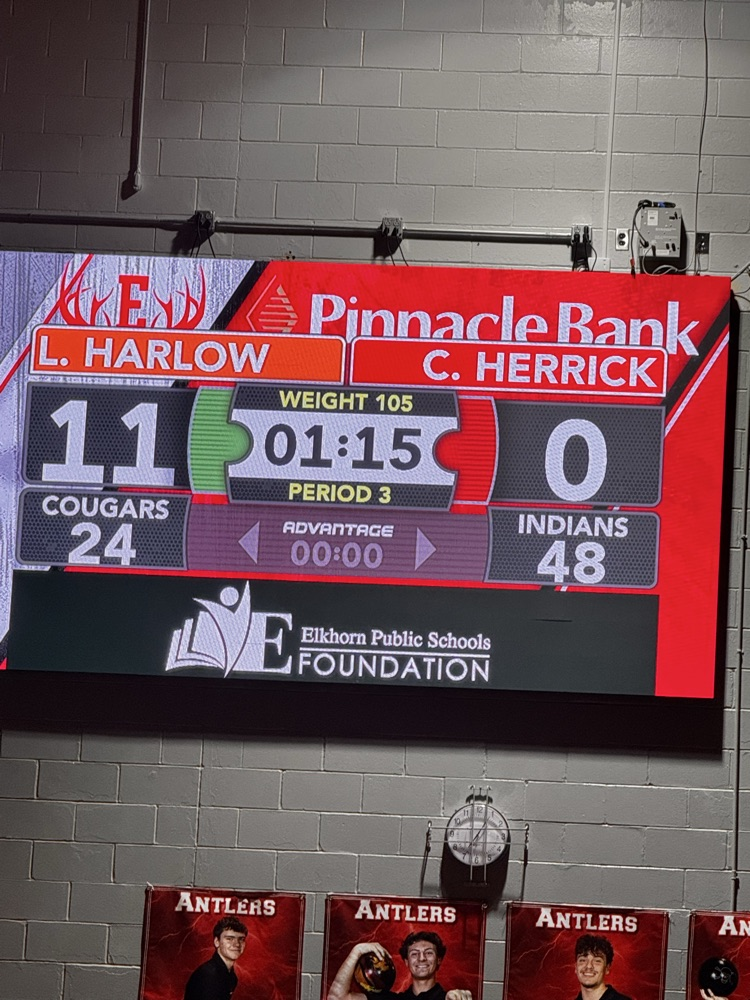 E
Pinnacle Bank
L. HARLOW
C. HERRICK
WEIGHT 105
11
01:15
0
PERIOD 3
COUGARS
24
ADVANTAGE
00:00
INDIANS
48
E
Elkhorn Public Schools
FOUNDATION
ANTLERS
ANTLERS
ANTLERS
AN